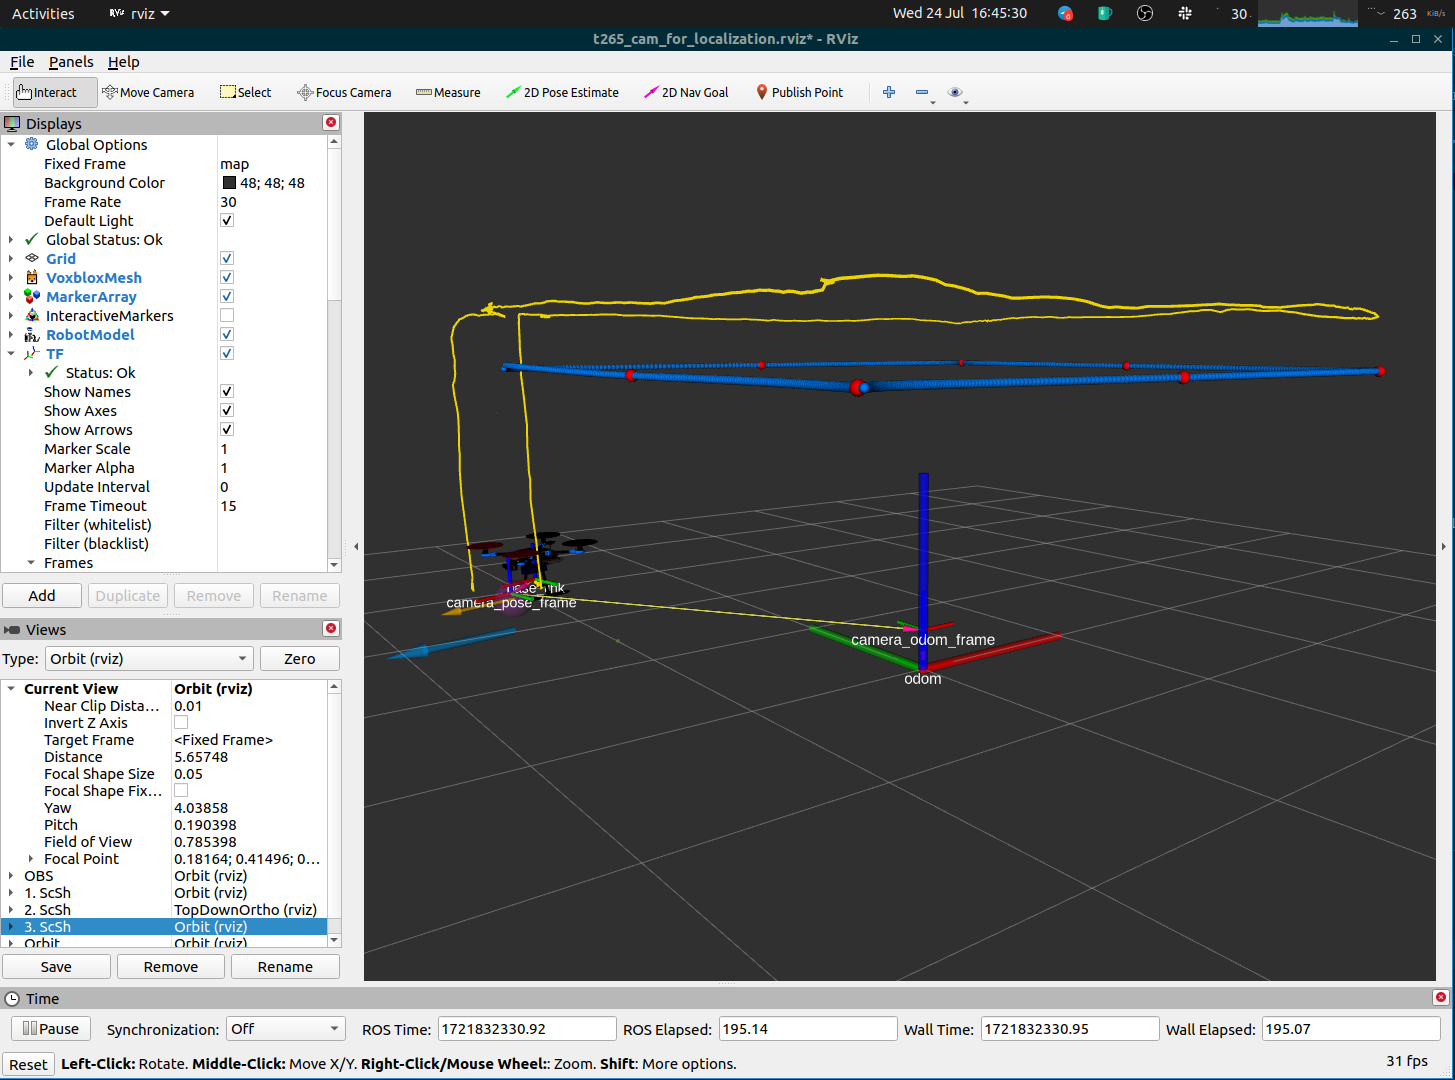 Activities RViz rviz Wed 24 Jul 16:45:30 6 30 263 KiB/s
t265_cam_for_localization.rviz* - RViz
File Panels Help
Interact Move Camera Select Focus Camera Measure 2D Pose Estimate 2D Nav Goal Publish Point
Displays
Global Options
Fixed Frame map
Background Color 48; 48; 48
Frame Rate 30
Default Light
Global Status: Ok
Grid
VoxbloxMesh
MarkerArray
InteractiveMarkers
RobotModel
TF
Status: Ok
Show Names
Show Axes
Show Arrows
Marker Scale 1
Marker Alpha 1
Update Interval 0
Frame Timeout 15
Filter (whitelist)
Filter (blacklist)
Frames
Add Duplicate Remove Rename
camera_pose_frame
camera_odom_frame
odom
Views
Type: Orbit (rviz) Zero
Current View Orbit (rviz)
Near Clip Dista... 0.01
Invert Z Axis
Target Frame <Fixed Frame>
Distance 5.65748
Focal Shape Size 0.05
Focal Shape Fix...
Yaw 4.03858
Pitch 0.190398
Field of View 0.785398
Focal Point 0.18164; 0.41496; 0...
OBS Orbit (rviz)
1. ScSh Orbit (rviz)
2. ScSh TopDownOrtho (rviz)
3. ScSh Orbit (rviz)
Orbit Orbit (rviz)
Save Remove Rename
Time
Pause Synchronization: Off ROS Time: 1721832330.92 ROS Elapsed: 195.14 Wall Time: 1721832330.95 Wall Elapsed: 195.07
Reset Left-Click: Rotate. Middle-Click: Move X/Y. Right-Click/Mouse Wheel:: Zoom. Shift: More options. 31 fps